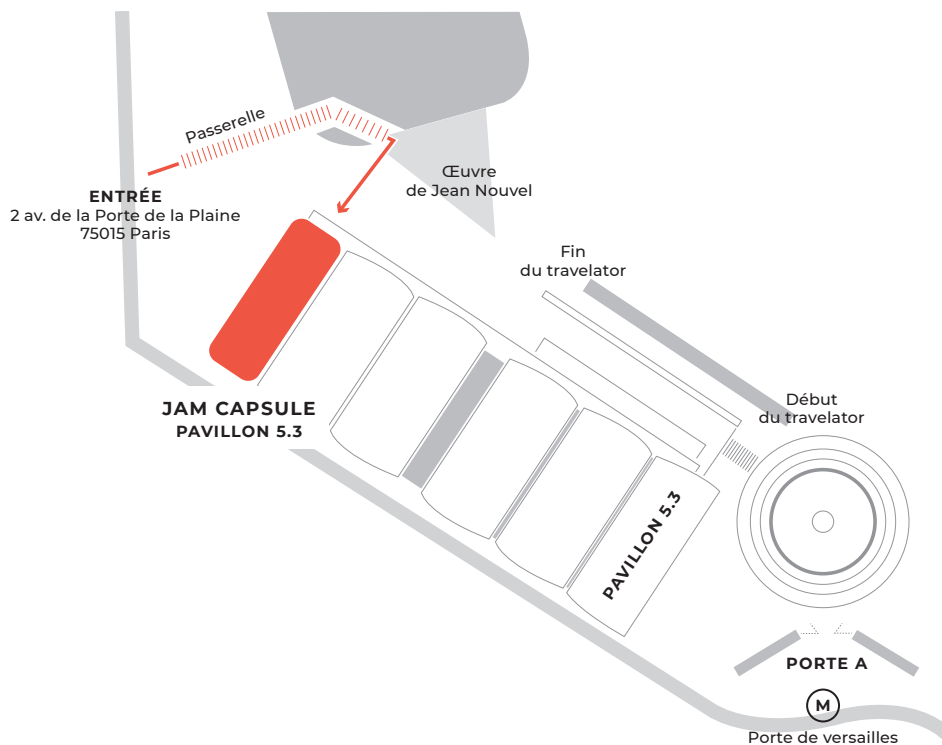 Passerelle
ENTRÉE
2 av. de la Porte de la Plaine
75015 Paris
Œuvre
de Jean Nouvel
Fin
du travelator
JAM CAPSULE
PAVILLON 5.3
Début
du travelator
PAVILLON 5.3
PORTE A
M
Porte de versailles